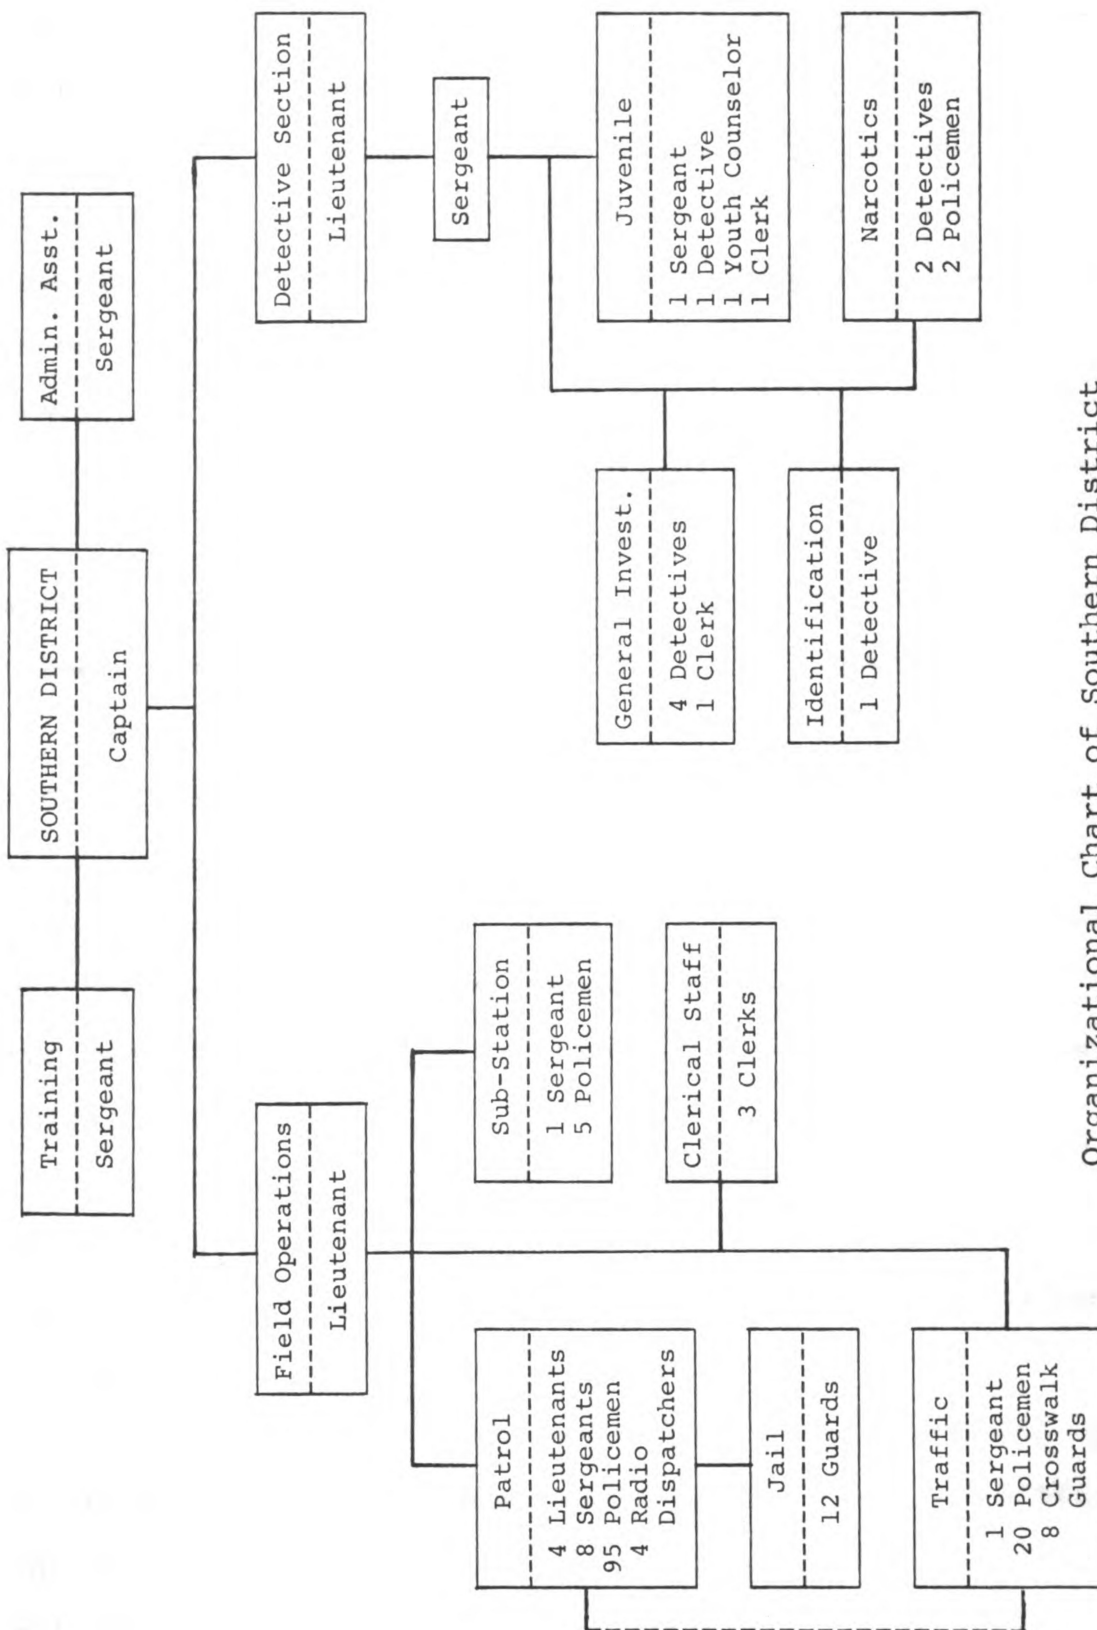 SOUTHERN DISTRICT
Captain
Training
Sergeant
Admin. Asst.
Sergeant
Field Operations
Lieutenant
Detective Section
Lieutenant
Sergeant
Patrol
4 Lieutenants
8 Sergeants
95 Policemen
4 Radio
Dispatchers
Sub-Station
1 Sergeant
5 Policemen
Jail
12 Guards
Clerical Staff
3 Clerks
Traffic
1 Sergeant
20 Policemen
8 Crosswalk
Guards
General Invest.
4 Detectives
1 Clerk
Juvenile
1 Sergeant
1 Detective
1 Youth Counselor
1 Clerk
Identification
1 Detective
Narcotics
2 Detectives
2 Policemen
Organizational Chart of Southern District